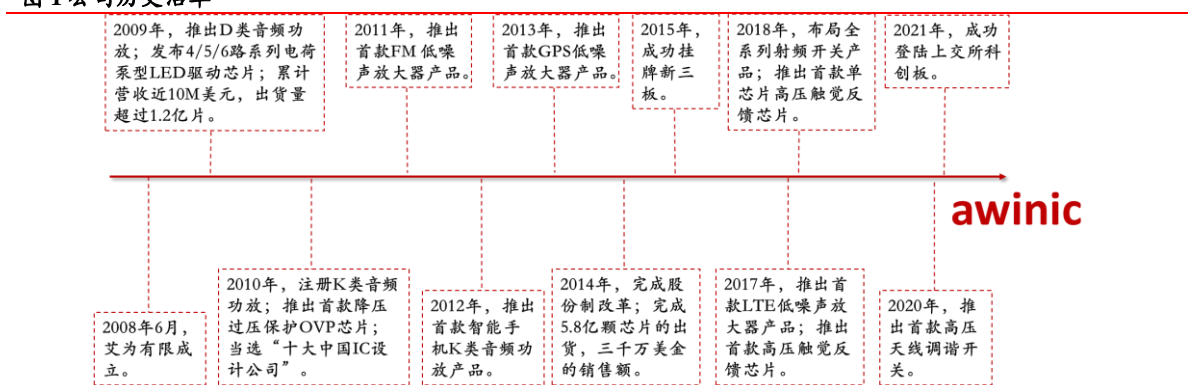 图1公司历史沿革
2009年，推出D类音频功
放；发布4/5/6路系列电荷
泵型LED驱动芯片；累计
营收近10M美元，出货量
超过1.2亿片。
2011年，推出
首款FM低噪
声放大器产品。
2013年，推出
首款GPS低噪
声放大器产品。
2015年，
成功挂
牌新三
板。
2018年，布局全
系列射频开关产
品；推出首款单
芯片高压触觉反
馈芯片。
2021年，成功
登陆上交所科
创板。
awinic
2008年6月，
艾为有限成
立。
2010年，注册K类音频
功放；推出首款降压
过压保护OVP芯片；
当选“十大中国IC设
计公司”。
2012年，推出
首款智能手
机K类音频功
放产品。
2014年，完成股
份制改革；完成
5.8亿颗芯片的出
货，三千万美金
的销售额。
2017年，推出首
款LTE低噪声放
大器产品；推出
首款高压触觉反
馈芯片。
2020年，推
出首款高压
天线调谐开
关。